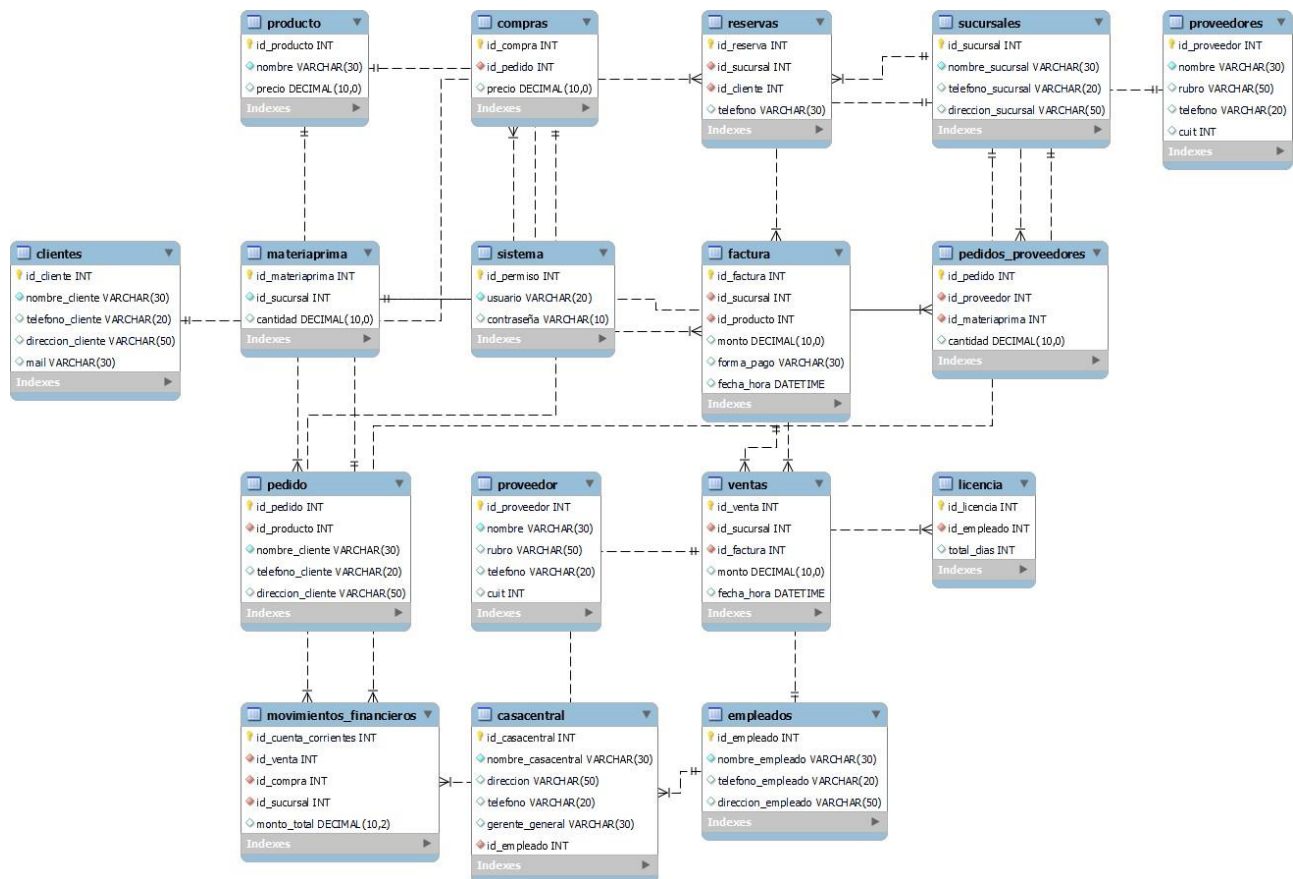 producto
id_producto INT
nombre VARCHAR(30)
precio DECIMAL(10,0)
Indexes
compras
id_compra INT
id_pedido INT
precio DECIMAL(10,0)
Indexes
reservas
id_reserva INT
id_sucursal INT
id_cliente INT
telefono VARCHAR(30)
Indexes
sucursales
id_sucursal INT
nombre_sucursal VARCHAR(30)
telefono_sucursal VARCHAR(20)
direccion_sucursal VARCHAR(50)
Indexes
proveedores
id_proveedor INT
nombre VARCHAR(30)
rubro VARCHAR(50)
telefono VARCHAR(20)
cuit INT
Indexes
clientes
id_cliente INT
nombre_cliente VARCHAR(30)
telefono_cliente VARCHAR(20)
direccion_cliente VARCHAR(50)
mail VARCHAR(30)
Indexes
materiaprima
id_materiaprima INT
id_sucursal INT
cantidad DECIMAL(10,0)
Indexes
sistema
id_permiso INT
usuario VARCHAR(20)
contraseña VARCHAR(10)
Indexes
factura
id_factura INT
id_sucursal INT
id_producto INT
monto DECIMAL(10,0)
forma_pago VARCHAR(30)
fecha_hora DATETIME
Indexes
pedidos_proveedores
id_pedido INT
id_proveedor INT
id_materiaprima INT
cantidad DECIMAL(10,0)
Indexes
pedido
id_pedido INT
id_producto INT
nombre_cliente VARCHAR(30)
telefono_cliente VARCHAR(20)
direccion_cliente VARCHAR(50)
Indexes
proveedor
id_proveedor INT
nombre VARCHAR(30)
rubro VARCHAR(50)
telefono VARCHAR(20)
cuit INT
Indexes
ventas
id_venta INT
id_sucursal INT
id_factura INT
monto DECIMAL(10,0)
fecha_hora DATETIME
Indexes
licencia
id_licencia INT
id_empleado INT
total_dias INT
Indexes
movimientos_financieros
id_cuenta_corrientes INT
id_venta INT
id_compra INT
id_sucursal INT
monto_total DECIMAL(10,2)
Indexes
casacentral
id_casacentral INT
nombre_casacentral VARCHAR(30)
direccion VARCHAR(50)
telefono VARCHAR(20)
gerente_general VARCHAR(30)
id_empleado INT
Indexes
empleados
id_empleado INT
nombre_empleado VARCHAR(30)
telefono_empleado VARCHAR(20)
direccion_empleado VARCHAR(50)
Indexes